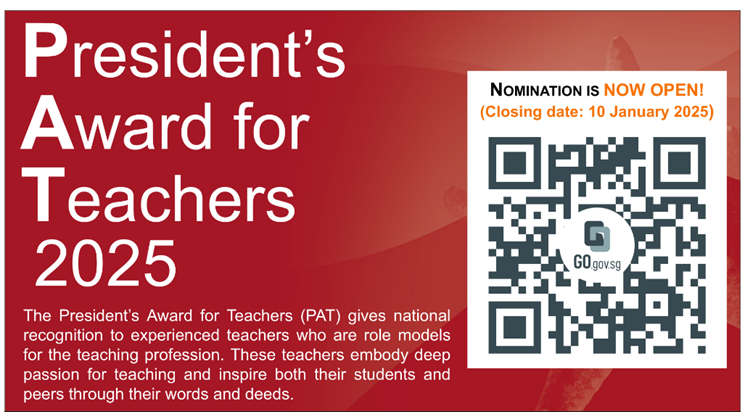 President's
Award for
Teachers
2025
The President's Award for Teachers (PAT) gives national
recognition to experienced teachers who are role models
for the teaching profession. These teachers embody deep
passion for teaching and inspire both their students and
peers through their words and deeds.
NOMINATION IS NOW OPEN!
(Closing date: 10 January 2025)
GO.gov.sg